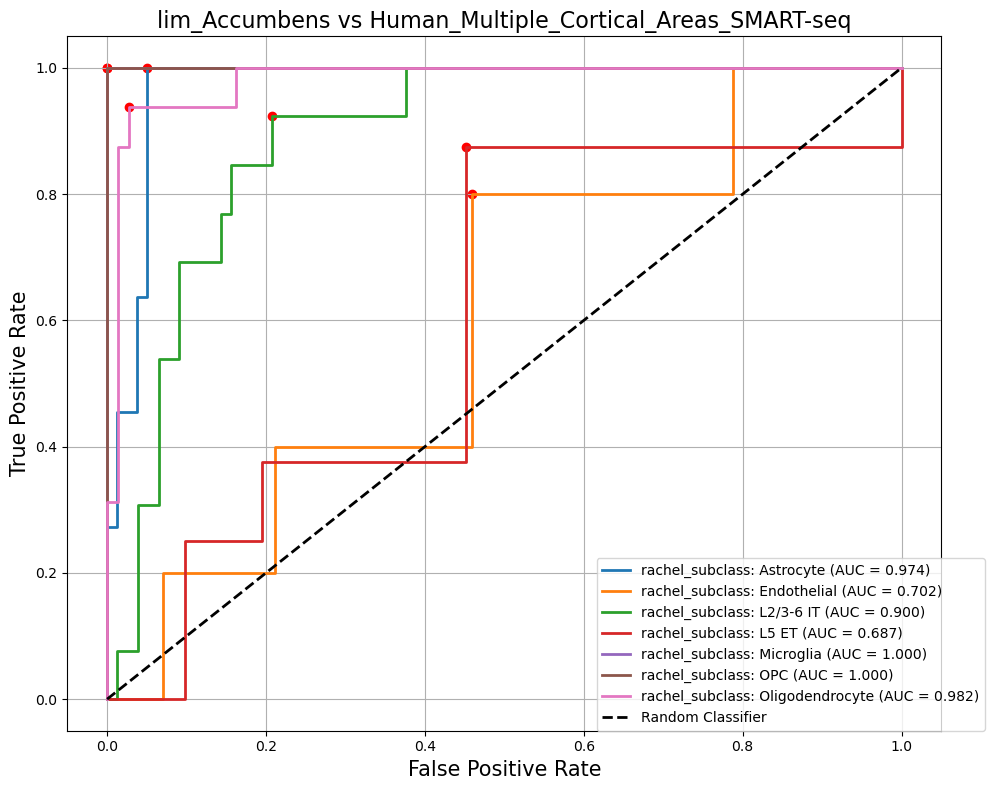 lim_Accumbens vs Human_Multiple_Cortical_Areas_SMART-seq
True Positive Rate
1.0
0.8
0.6
0.4
0.2
0.0
rachel_subclass: Astrocyte (AUC = 0.974)
rachel_subclass: Endothelial (AUC = 0.702)
rachel_subclass: L2/3-6 IT (AUC = 0.900)
rachel_subclass: L5 ET (AUC = 0.687)
rachel_subclass: Microglia (AUC = 1.000)
rachel_subclass: OPC (AUC = 1.000)
rachel_subclass: Oligodendrocyte (AUC = 0.982)
Random Classifier
0.0 0.2 0.4 0.6 0.8 1.0
False Positive Rate